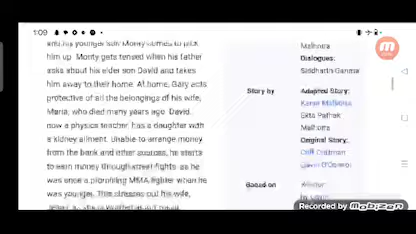 1:09
and his younger son Monty comes to pick
him up. Monty gets tensed when his father
asks about his elder son David and takes
him away to their home. At home, Gary acts
protective of all the belongings of his wife,
Maria, who died many years ago. David,
now a physics teacher, has a daughter with
a kidney ailment. Unable to arrange money
from the bank and other sources, he starts
to earn money through street fights, as he
was once a promising MMA fighter when he
was younger. This stresses out his wife,
Malhotra
Dialogues:
Siddharth
Story by
Adapted Story:
Karan Malhotra
Ekta Pathak
Malhotra
Original Story:
Cliff Dorfman
Gavin O'Connor
Based on
Warrior
Recorded by Mobizen